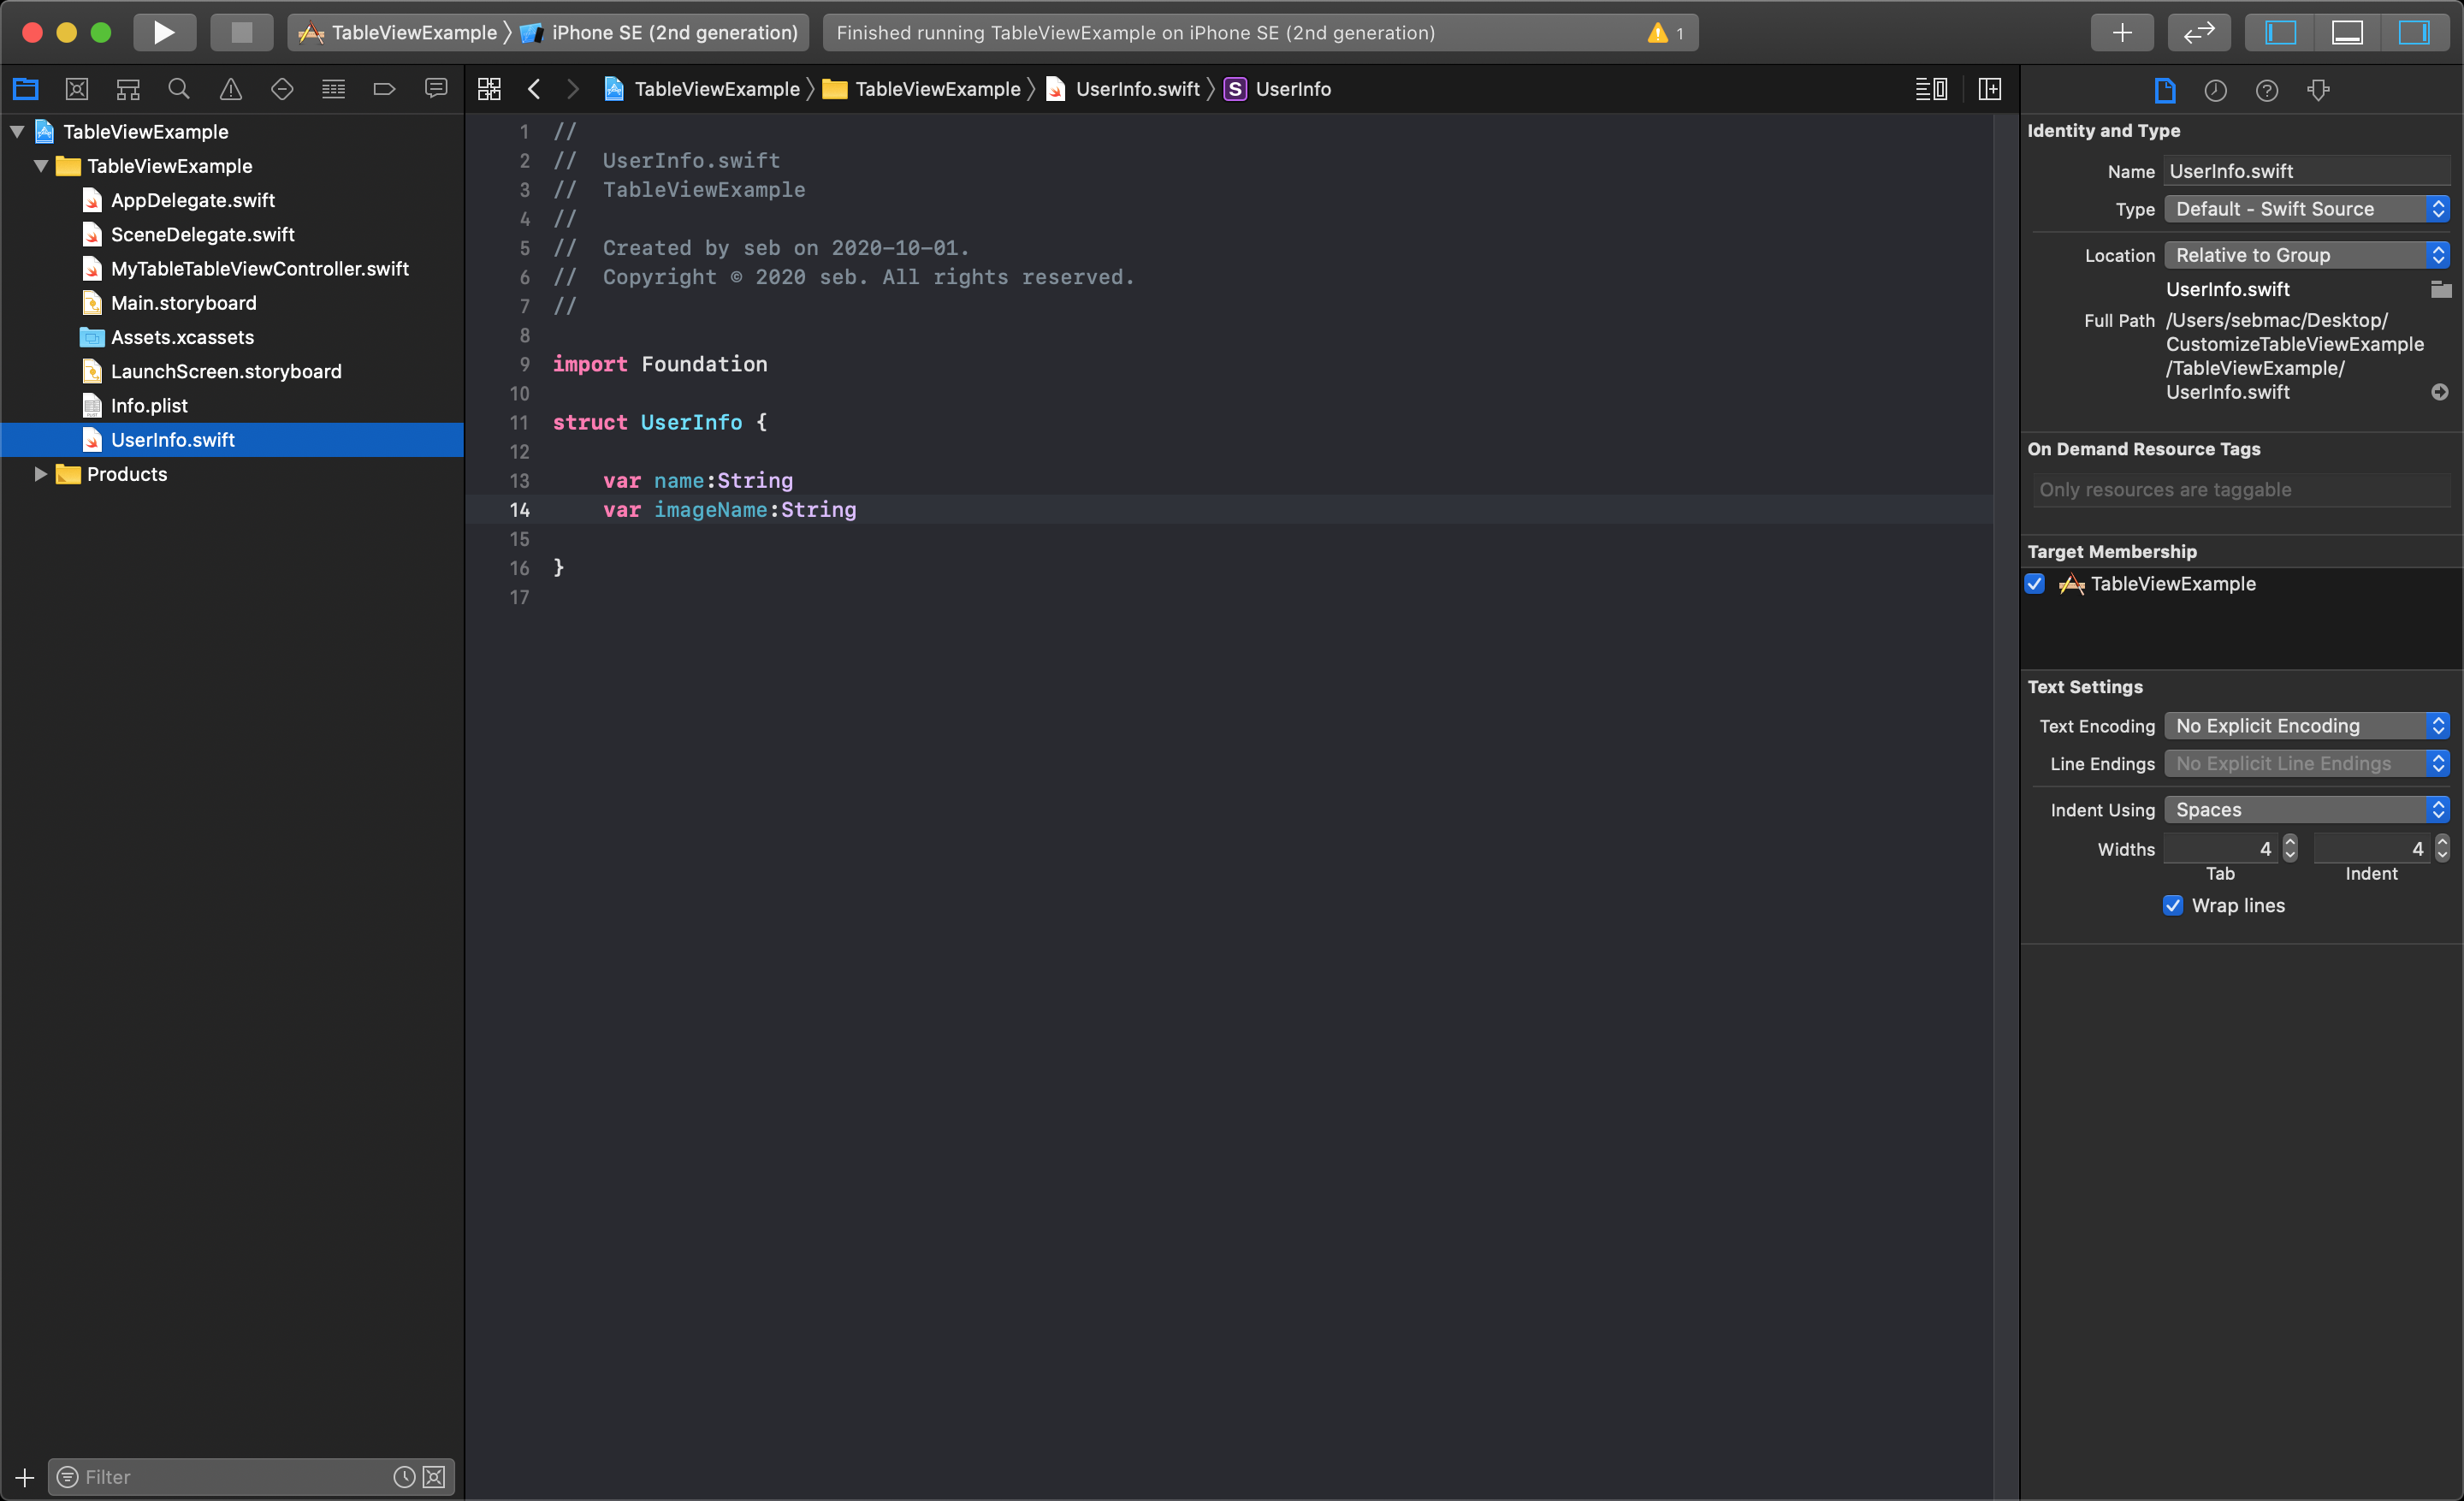 TableViewExample 〉 iPhone SE (2nd generation)
Finished running TableViewExample on iPhone SE (2nd generation)
1
TableViewExample 〉 TableViewExample 〉 UserInfo.swift 〉 S UserInfo
TableViewExample
TableViewExample
AppDelegate.swift
SceneDelegate.swift
MyTableTableViewController.swift
Main.storyboard
Assets.xcassets
LaunchScreen.storyboard
Info.plist
UserInfo.swift
Products
Filter
1 //
2 //  UserInfo.swift
3 //  TableViewExample
4 //
5 //  Created by seb on 2020-10-01.
6 //  Copyright © 2020 seb. All rights reserved.
7 //
8
9 import Foundation
10
11 struct UserInfo {
12
13     var name:String
14     var imageName:String
15
16 }
17
Identity and Type
Name UserInfo.swift
Type Default - Swift Source
Location Relative to Group
UserInfo.swift
Full Path /Users/sebmac/Desktop/
CustomizeTableViewExample
/TableViewExample/
UserInfo.swift
On Demand Resource Tags
Only resources are taggable
Target Membership
TableViewExample
Text Settings
Text Encoding No Explicit Encoding
Line Endings No Explicit Line Endings
Indent Using Spaces
Widths 4 4
Tab Indent
Wrap lines